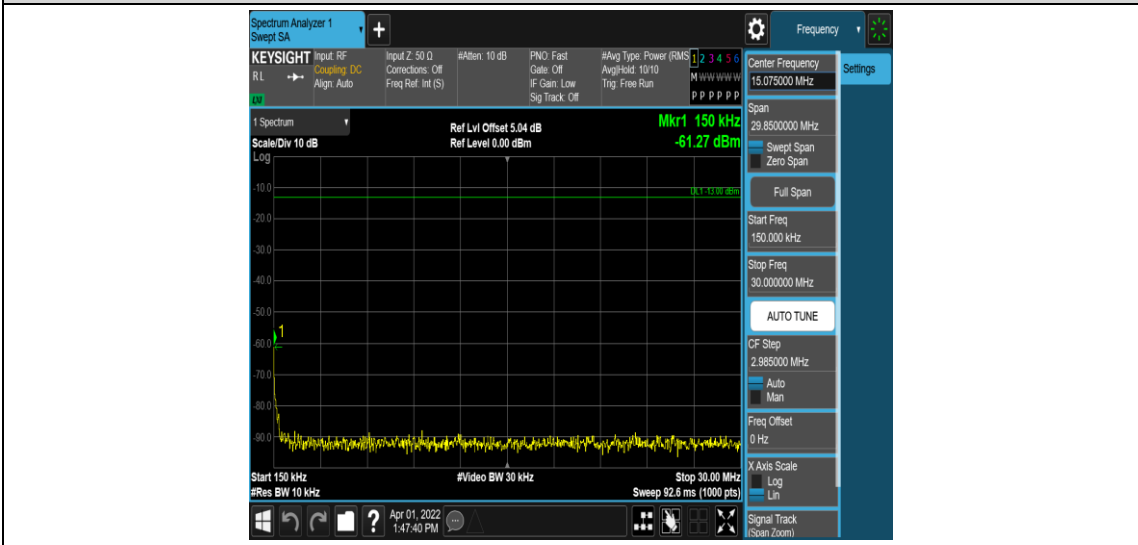 Spectrum Analyzer 1
Swept SA
Frequency
KEYSIGHT
RL
LXI
Input: RF
Coupling: DC
Align: Auto
Input Z: 50 Ω
Corrections: Off
Freq Ref: Int (S)
#Atten: 10 dB
PNO: Fast
Gate: Off
IF Gain: Low
Sig Track: Off
#Avg Type: Power (RMS
Avg|Hold: 10/10
Trig: Free Run
1 2 3 4 5 6
M W W W W W
P P P P P P
1 Spectrum
Scale/Div 10 dB
Log
Ref Lvl Offset 5.04 dB
Ref Level 0.00 dBm
Mkr1 150 kHz
-61.27 dBm
DL1 -13.00 dBm
-10.0
-20.0
-30.0
-40.0
-50.0
-60.0
-70.0
-80.0
-90.0
1
Start 150 kHz
#Res BW 10 kHz
#Video BW 30 kHz
Stop 30.00 MHz
Sweep 92.6 ms (1000 pts)
Center Frequency
15.075000 MHz
Settings
Span
29.8500000 MHz
Swept Span
Zero Span
Full Span
Start Freq
150.000 kHz
Stop Freq
30.000000 MHz
AUTO TUNE
CF Step
2.985000 MHz
Auto
Man
Freq Offset
0 Hz
X Axis Scale
Log
Lin
Signal Track
(Span Zoom)
?
Apr 01, 2022
1:47:40 PM